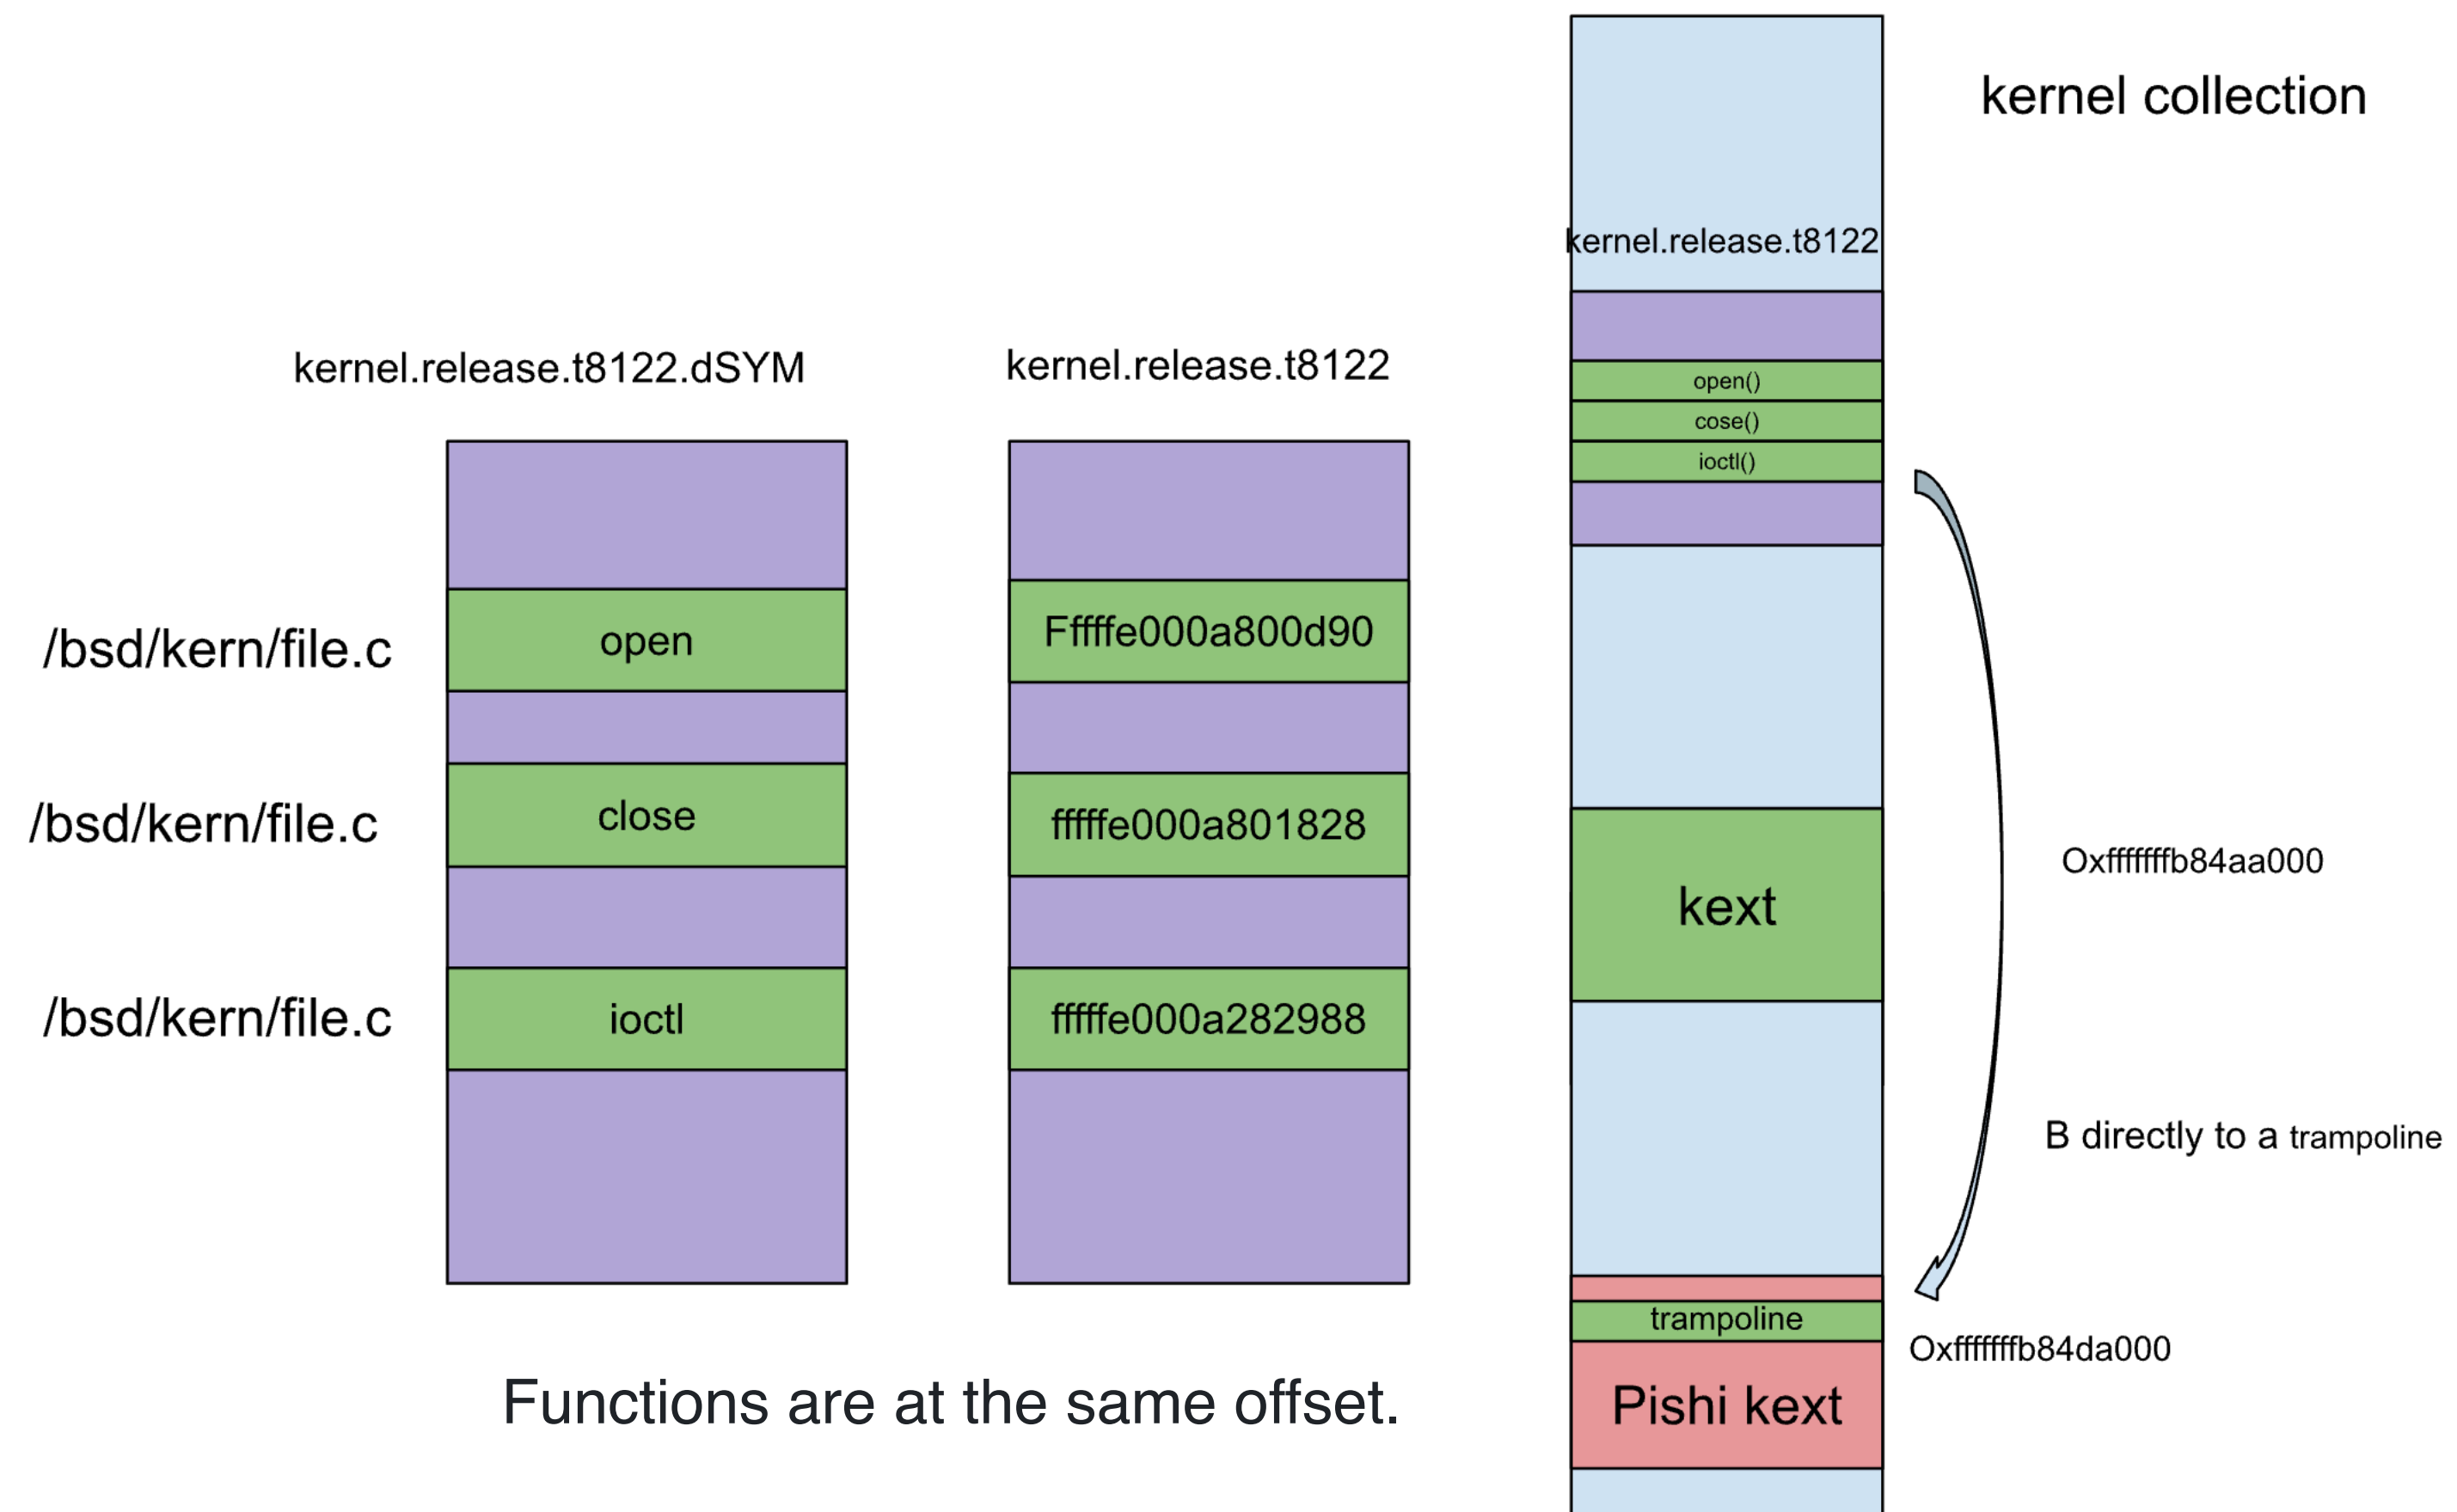 kernel collection
kernel.release.t8122
kernel.release.t8122.dSYM
kernel.release.t8122
open()
cose()
ioctl()
/bsd/kern/file.c
open
Fffffe000a800d90
/bsd/kern/file.c
close
fffffe000a801828
Oxfffffffb84aa000
kext
/bsd/kern/file.c
ioctl
fffffe000a282988
B directly to a trampoline
trampoline
Oxfffffffb84da000
Functions are at the same offset.
Pishi kext